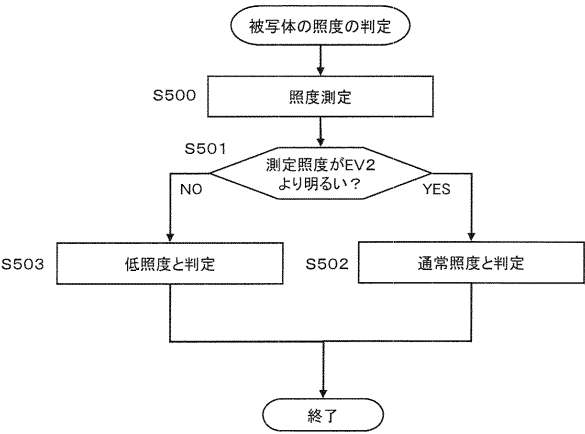 被写体の照度の判定
S500
照度測定
S501
測定照度がEV2
より明るい？
NO
YES
S503
低照度と判定
S502
通常照度と判定
終了